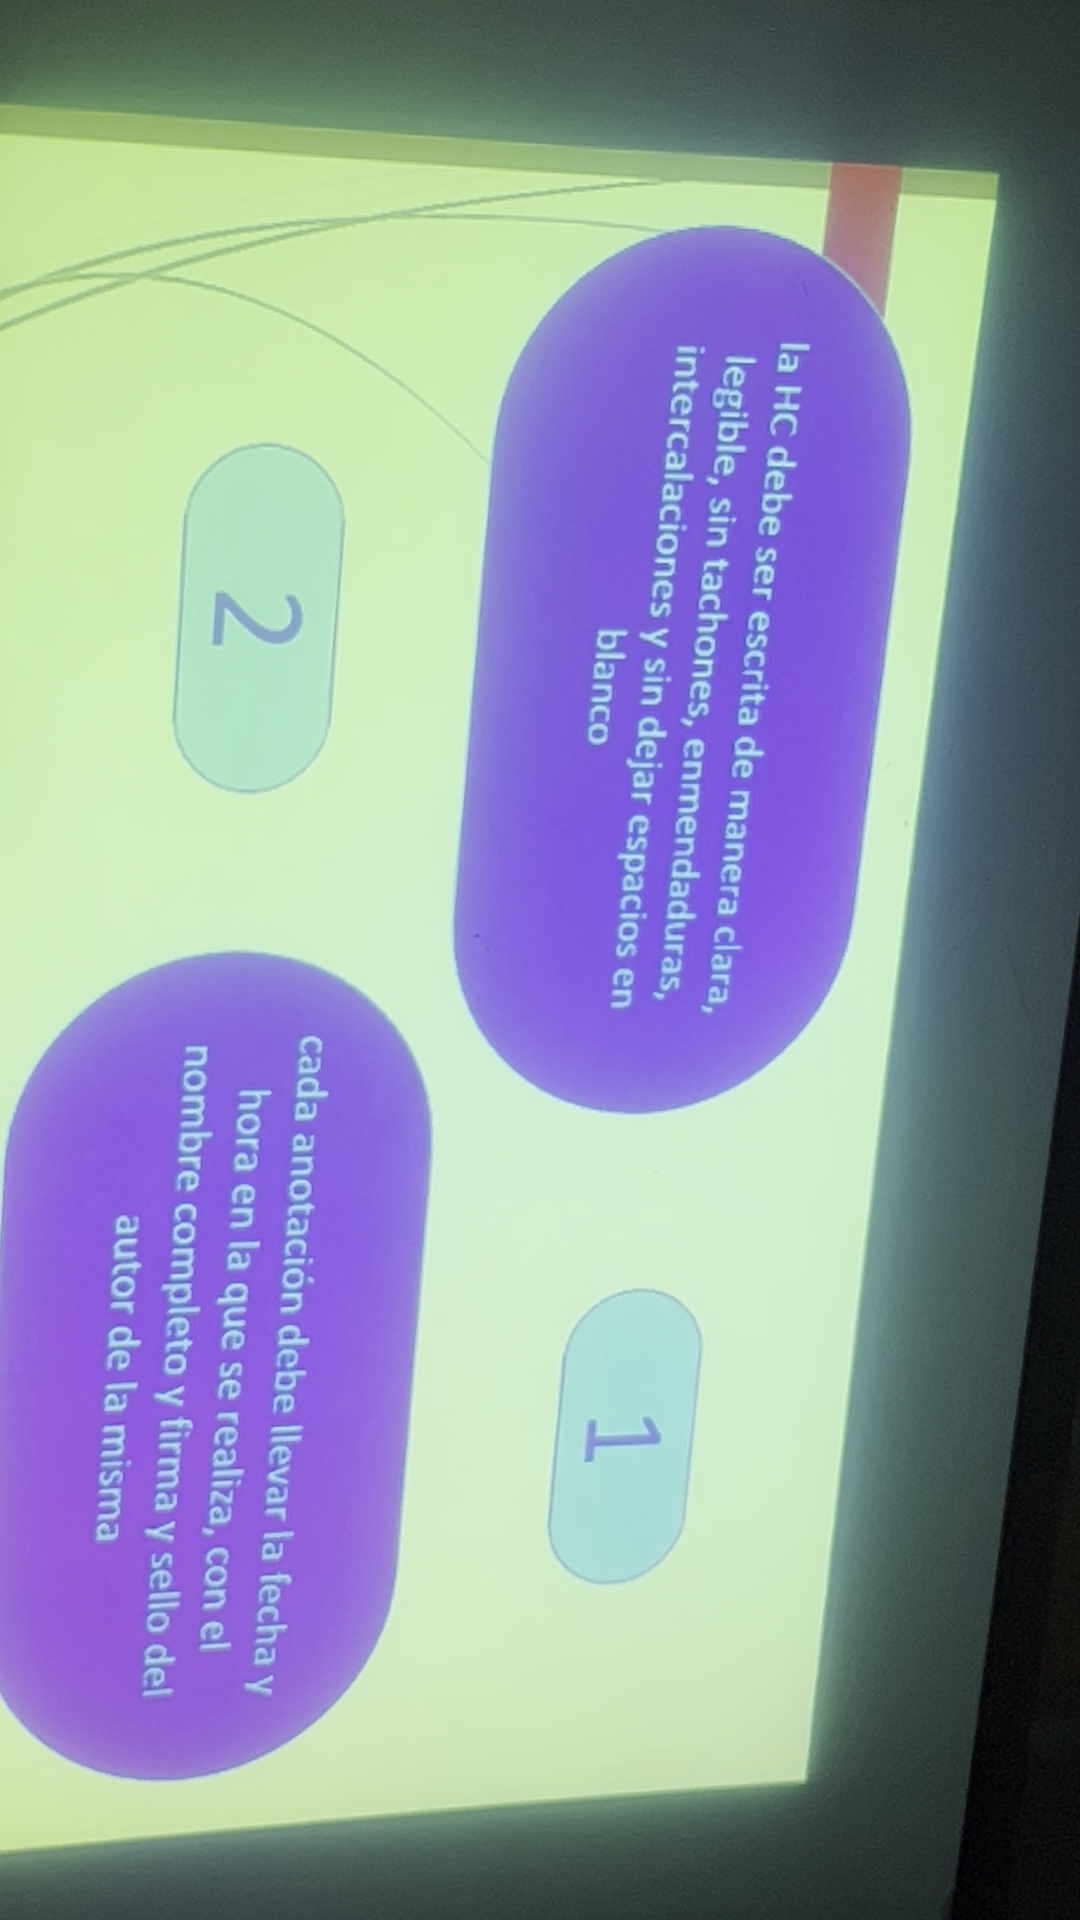 la HC debe ser escrita de manera clara,
legible, sin tachones, enmendaduras,
intercalaciones y sin dejar espacios en
blanco
1
2
cada anotación debe llevar la fecha y
hora en la que se realiza, con el
nombre completo y firma y sello del
autor de la misma